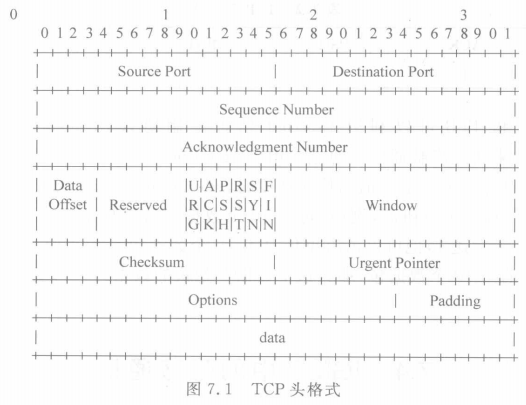 0 1 2 3
0 1 2 3 4 5 6 7 8 9 0 1 2 3 4 5 6 7 8 9 0 1 2 3 4 5 6 7 8 9 0 1
Source Port | Destination Port
Sequence Number
Acknowledgment Number
Data | |U|A|P|R|S|F|
Offset | Reserved |R|C|S|S|Y|I| Window
|G|K|H|T|N|N|
Checksum | Urgent Pointer
Options | Padding
data
图 7.1 TCP 头格式